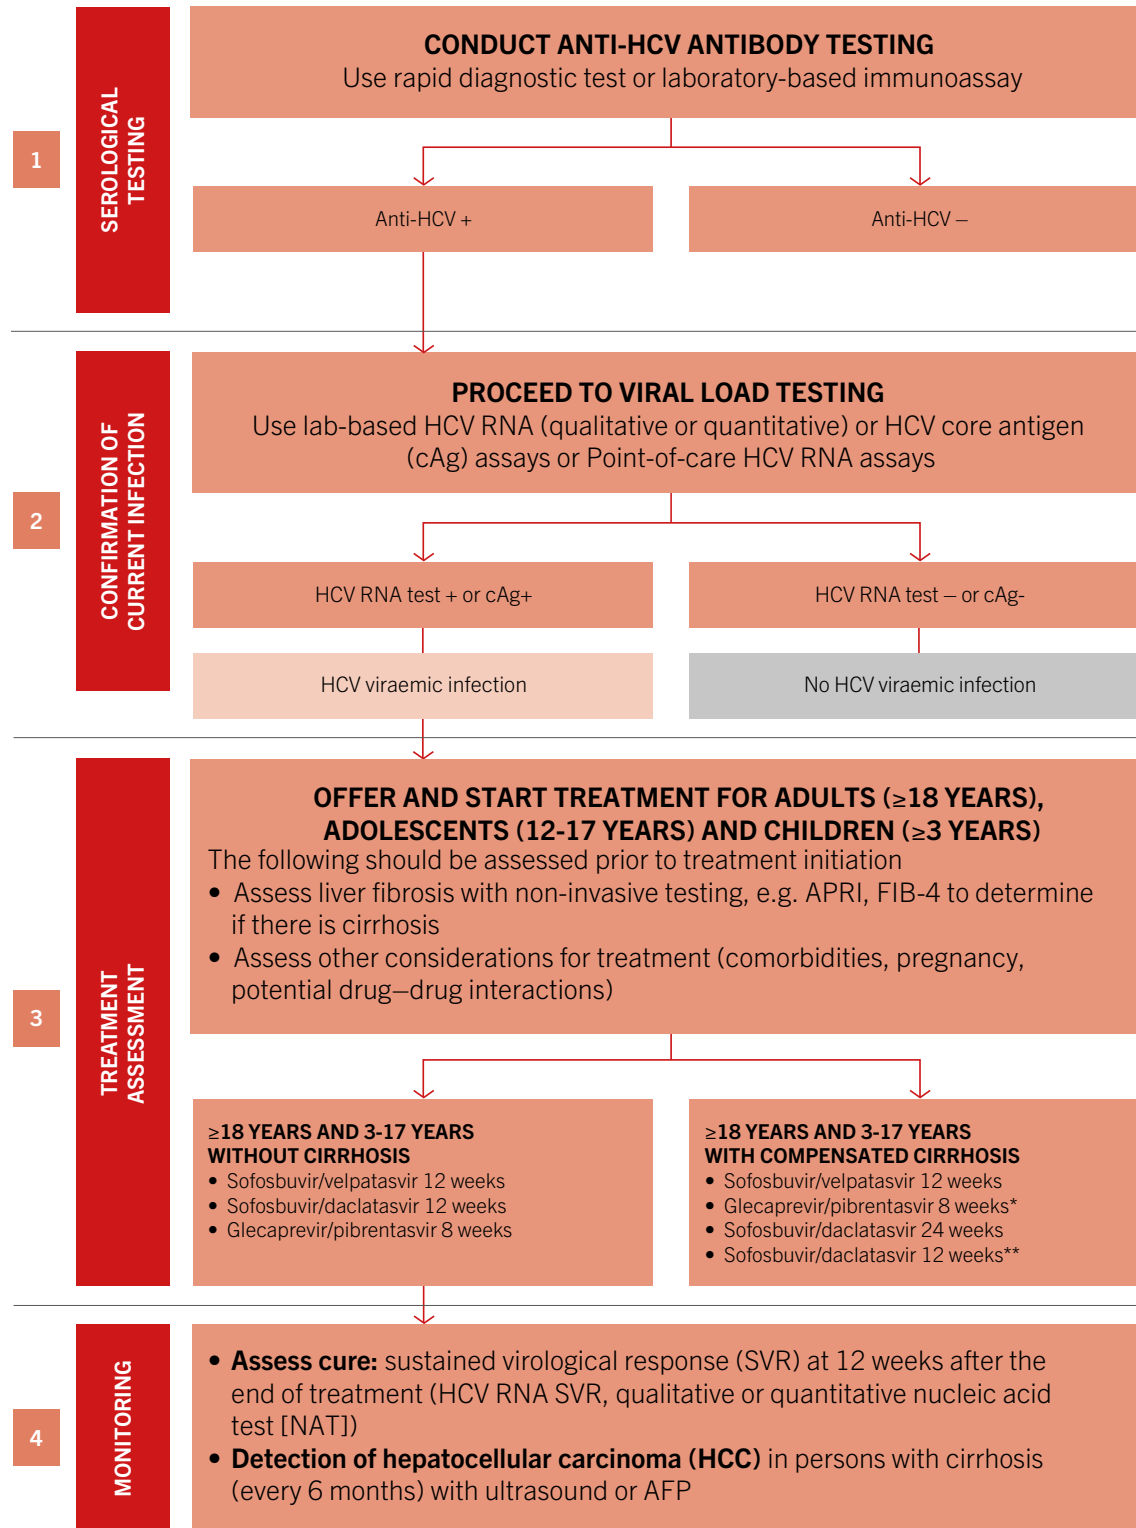 1
SEROLOGICAL
TESTING
CONDUCT ANTI-HCV ANTIBODY TESTING
Use rapid diagnostic test or laboratory-based immunoassay
Anti-HCV +
Anti-HCV –
2
CONFIRMATION OF
CURRENT INFECTION
PROCEED TO VIRAL LOAD TESTING
Use lab-based HCV RNA (qualitative or quantitative) or HCV core antigen
(cAg) assays or Point-of-care HCV RNA assays
HCV RNA test + or cAg+
HCV RNA test – or cAg-
HCV viraemic infection
No HCV viraemic infection
3
TREATMENT
ASSESSMENT
OFFER AND START TREATMENT FOR ADULTS (≥18 YEARS),
ADOLESCENTS (12-17 YEARS) AND CHILDREN (≥3 YEARS)
The following should be assessed prior to treatment initiation
• Assess liver fibrosis with non-invasive testing, e.g. APRI, FIB-4 to determine
if there is cirrhosis
• Assess other considerations for treatment (comorbidities, pregnancy,
potential drug–drug interactions)
≥18 YEARS AND 3-17 YEARS
WITHOUT CIRRHOSIS
• Sofosbuvir/velpatasvir 12 weeks
• Sofosbuvir/daclatasvir 12 weeks
• Glecaprevir/pibrentasvir 8 weeks
≥18 YEARS AND 3-17 YEARS
WITH COMPENSATED CIRRHOSIS
• Sofosbuvir/velpatasvir 12 weeks
• Glecaprevir/pibrentasvir 8 weeks*
• Sofosbuvir/daclatasvir 24 weeks
• Sofosbuvir/daclatasvir 12 weeks**
4
MONITORING
• Assess cure: sustained virological response (SVR) at 12 weeks after the
end of treatment (HCV RNA SVR, qualitative or quantitative nucleic acid
test [NAT])
• Detection of hepatocellular carcinoma (HCC) in persons with cirrhosis
(every 6 months) with ultrasound or AFP